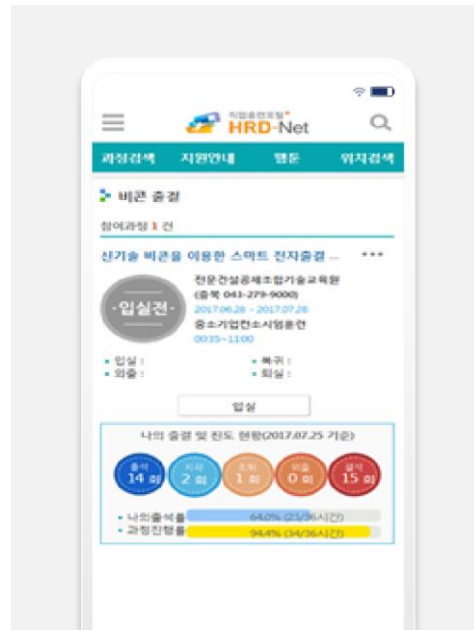 직업훈련포털
HRD-Net
과정검색 지원안내 웹툰 위치검색
비콘 출결
참여과정 1 건
신기술 비콘을 이용한 스마트 전자출결 ... •••
-입실전-
전문건설공제조합기술교육원
(충북 043-279-9000)
2017.06.28 ~ 2017.07.28
중소기업컨소시엄훈련
0035~1100
입실 : 복귀 :
외출 : 퇴실 :
입실
나의 출결 및 진도 현황(2017.07.25 기준)
출석 지각 조퇴 외출 결석
14 회 2 회 1 회 0 회 15 회
나의출석률 64.0% (23/36시간)
과정진행률 94.4% (34/36시간)